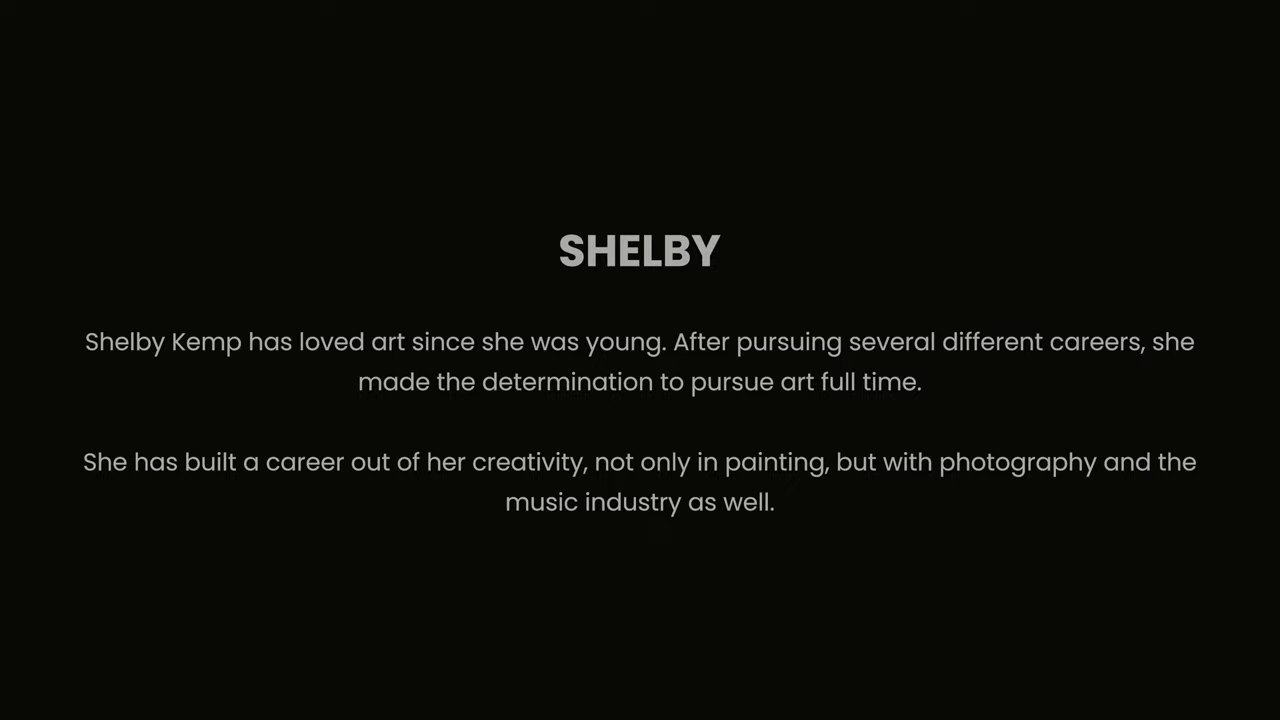 SHELBY
Shelby Kemp has loved art since she was young. After pursuing several different careers, she
made the determination to pursue art full time.
She has built a career out of her creativity, not only in painting, but with photography and the
music industry as well.